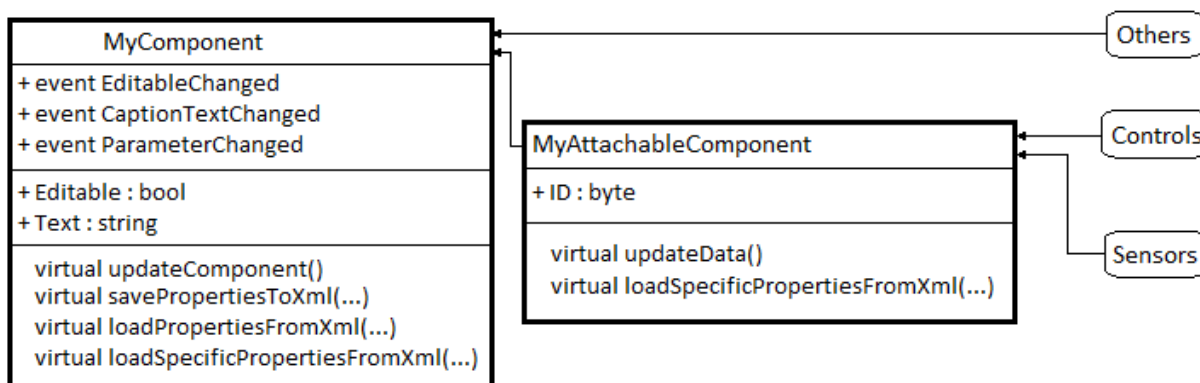 MyComponent
+ event EditableChanged
+ event CaptionTextChanged
+ event ParameterChanged
+ Editable : bool
+ Text : string
virtual updateComponent()
virtual savePropertiesToXml(...)
virtual loadPropertiesFromXml(...)
virtual loadSpecificPropertiesFromXml(...)
MyAttachableComponent
+ ID : byte
virtual updateData()
virtual loadSpecificPropertiesFromXml(...)
Others
Controls
Sensors